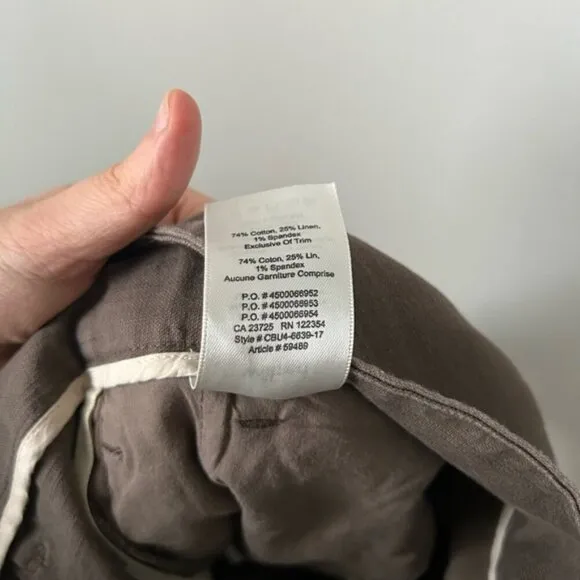 74% Cotton, 25% Linen,
1% Spandex
Exclusive Of Trim
74% Coton, 25% Lin,
1% Spandex
Aucune Garniture Comprise
P.O. # 4500066952
P.O. # 4500066953
P.O. # 4500066954
CA 23725 RN 122354
Style # CBU4-6639-17
Article # 59489